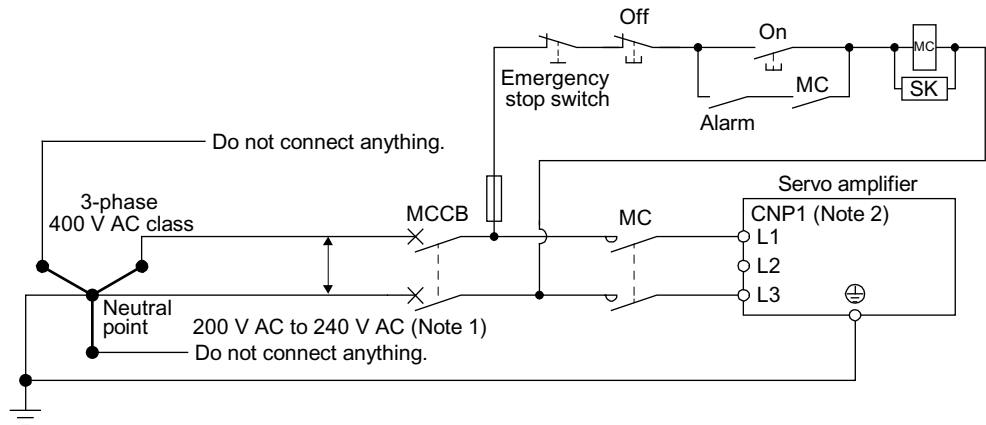 Off
On
MC
Emergency
stop switch
MC
SK
Alarm
Do not connect anything.
3-phase
400 V AC class
MCCB
MC
Servo amplifier
CNP1 (Note 2)
L1
L2
L3
Neutral
point
200 V AC to 240 V AC (Note 1)
Do not connect anything.